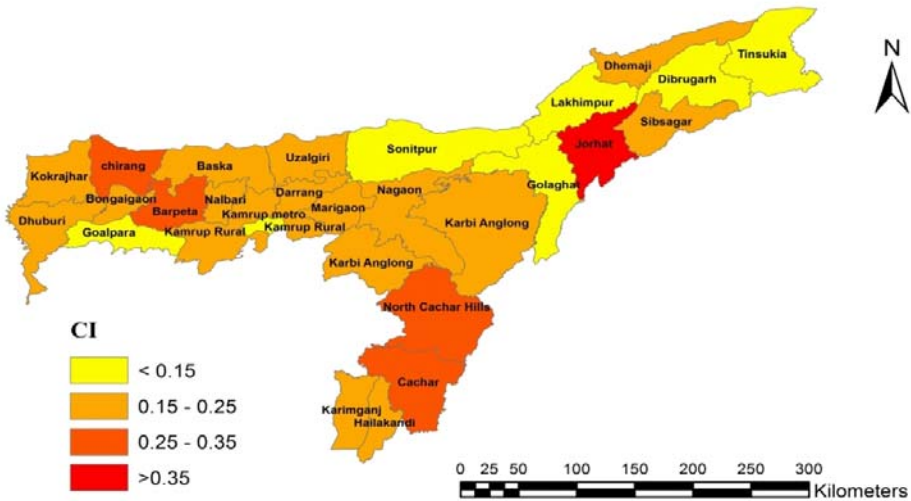 Tinsukia
N
Dhemaji
Dibrugarh
Lakhimpur
Sibsagar
Jorhat
Sonitpur
Uzalgiri
chirang
Baska
Kokrajhar
Golaghat
Nagaon
Darrang
Nalbari
Bongaigaon
Marigaon
Barpeta
Kamrup metro
Dhuburi
Karbi Anglong
Kamrup Rural
Kamrup Rural
Goalpara
Karbi Anglong
North Cachar Hills
CI
< 0.15
Cachar
0.15 - 0.25
Karimganj
Hailakandi
0.25 - 0.35
>0.35
0 25 50 100 150 200 250 300
Kilometers